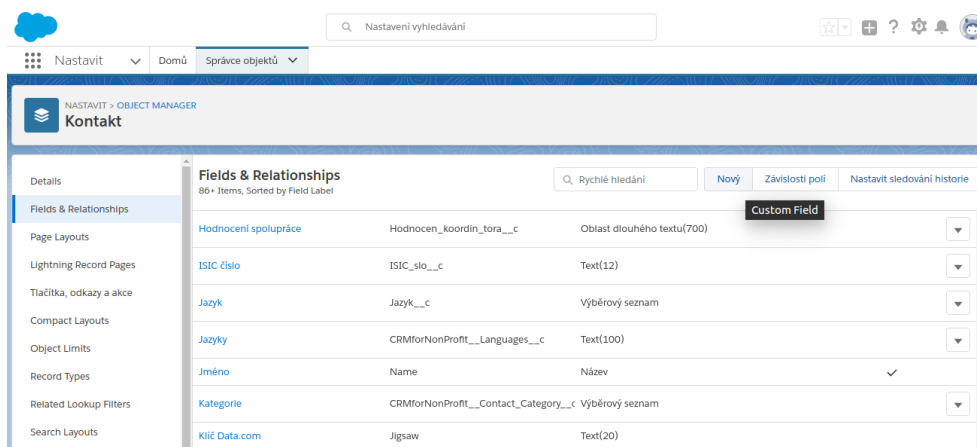 Nastavení vyhledávání
Nastavit
Domů
Správce objektů
NASTAVIT > OBJECT MANAGER
Kontakt
Details
Fields & Relationships
Page Layouts
Lightning Record Pages
Tlačítka, odkazy a akce
Compact Layouts
Object Limits
Record Types
Related Lookup Filters
Search Layouts
Fields & Relationships
86+ Items, Sorted by Field Label
Rychlé hledání
Nový
Závislosti polí
Nastavit sledování historie
Custom Field
Hodnocení spolupráce Hodnocen_koordin_tora__c Oblast dlouhého textu(700)
ISIC číslo ISIC_slo__c Text(12)
Jazyk Jazyk__c Výběrový seznam
Jazyky CRMforNonProfit__Languages__c Text(100)
Jméno Name Název
Kategorie CRMforNonProfit__Contact_Category__c Výběrový seznam
Klíč Data.com Jigsaw Text(20)